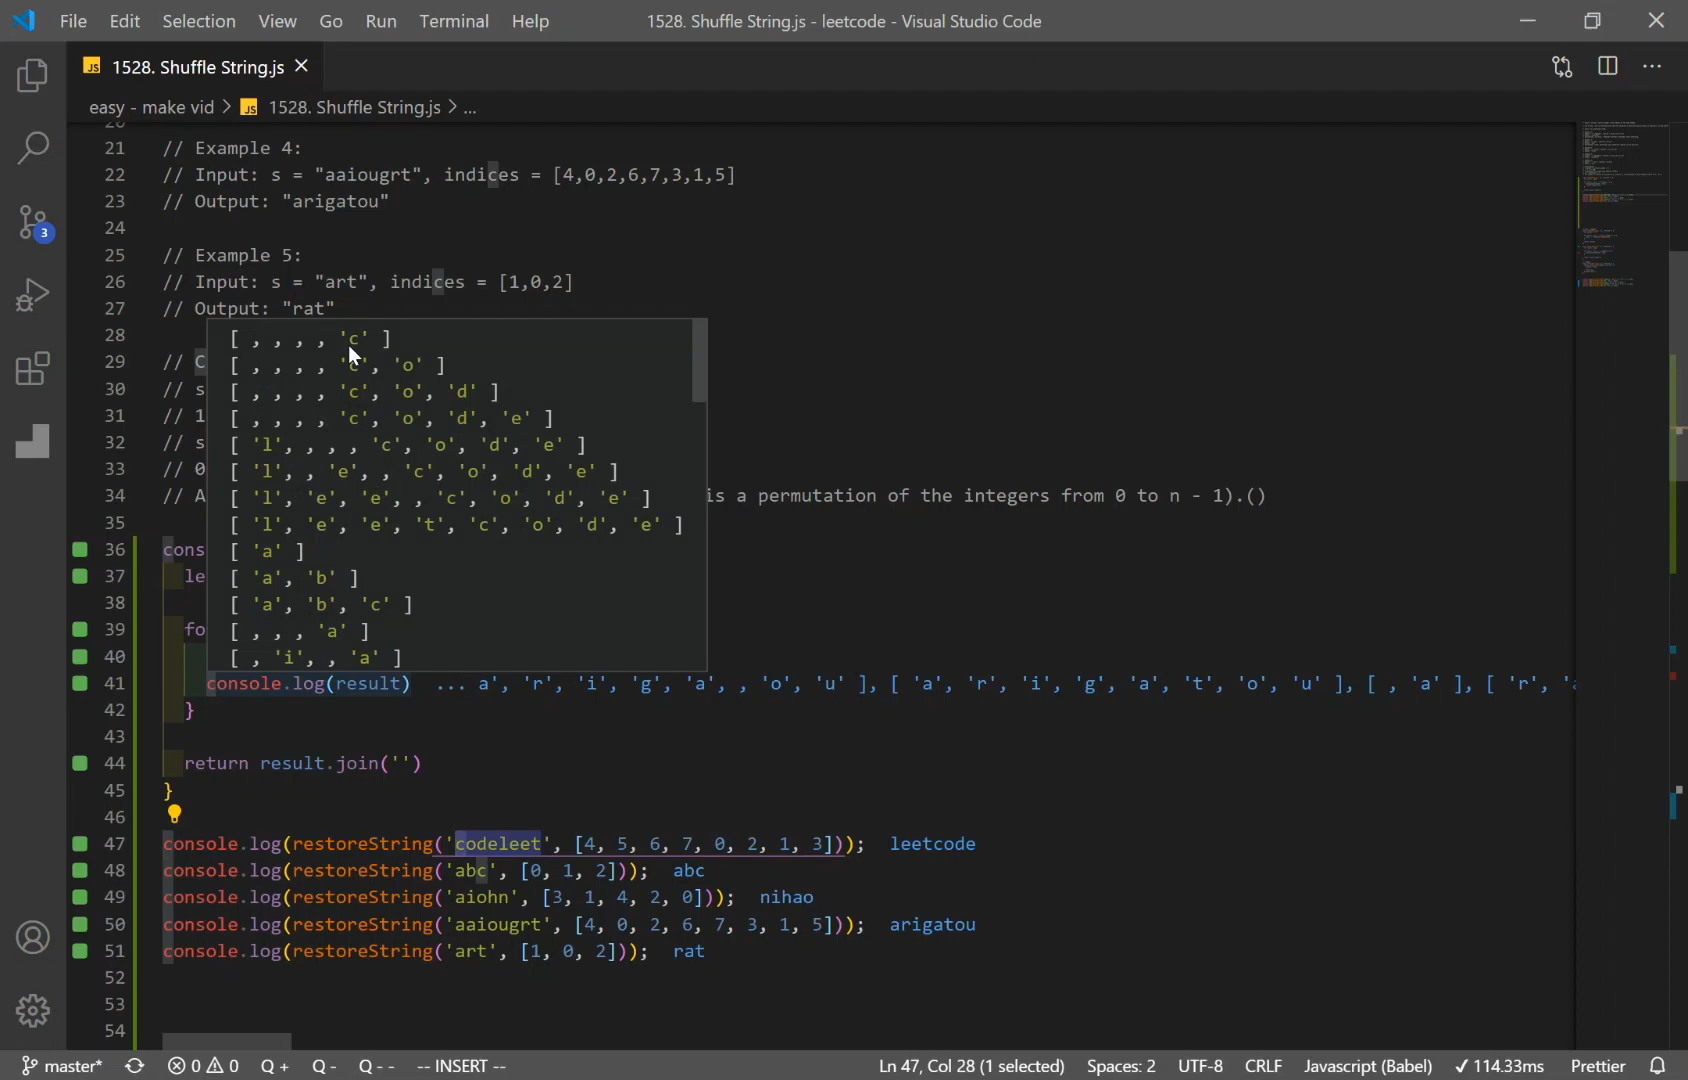 File Edit Selection View Go Run Terminal Help 1528. Shuffle String.js - leetcode - Visual Studio Code
JS 1528. Shuffle String.js
easy - make vid > JS 1528. Shuffle String.js > ...
21 // Example 4:
22 // Input: s = "aaiougrt", indices = [4,0,2,6,7,3,1,5]
23 // Output: "arigatou"
24
25 // Example 5:
26 // Input: s = "art", indices = [1,0,2]
27 // Output: "rat"
28 [ , , , , 'c' ]
29 // C [ , , , , 'c', 'o' ]
30 // s [ , , , , 'c', 'o', 'd' ]
31 // 1 [ , , , , 'c', 'o', 'd', 'e' ]
32 // s [ 'l', , , , 'c', 'o', 'd', 'e' ]
33 // 0 [ 'l', , 'e', , 'c', 'o', 'd', 'e' ]
34 // A [ 'l', 'e', 'e', , 'c', 'o', 'd', 'e' ] is a permutation of the integers from 0 to n - 1).()
35 [ 'l', 'e', 'e', 't', 'c', 'o', 'd', 'e' ]
36 cons [ 'a' ]
37 le [ 'a', 'b' ]
38 [ 'a', 'b', 'c' ]
39 fo [ , , , 'a' ]
40 [ , 'i', , 'a' ]
41 console.log(result) ... a', 'r', 'i', 'g', 'a', , 'o', 'u' ], [ 'a', 'r', 'i', 'g', 'a', 't', 'o', 'u' ], [ , 'a' ], [ 'r',
42 }
43
44 return result.join('')
45 }
46
47 console.log(restoreString('codeleet', [4, 5, 6, 7, 0, 2, 1, 3])); leetcode
48 console.log(restoreString('abc', [0, 1, 2])); abc
49 console.log(restoreString('aiohn', [3, 1, 4, 2, 0])); nihao
50 console.log(restoreString('aaiougrt', [4, 0, 2, 6, 7, 3, 1, 5])); arigatou
51 console.log(restoreString('art', [1, 0, 2])); rat
52
53
54
3
master* 0 0 Q + Q - Q - - -- INSERT -- Ln 47, Col 28 (1 selected) Spaces: 2 UTF-8 CRLF Javascript (Babel) ✓ 114.33ms Prettier